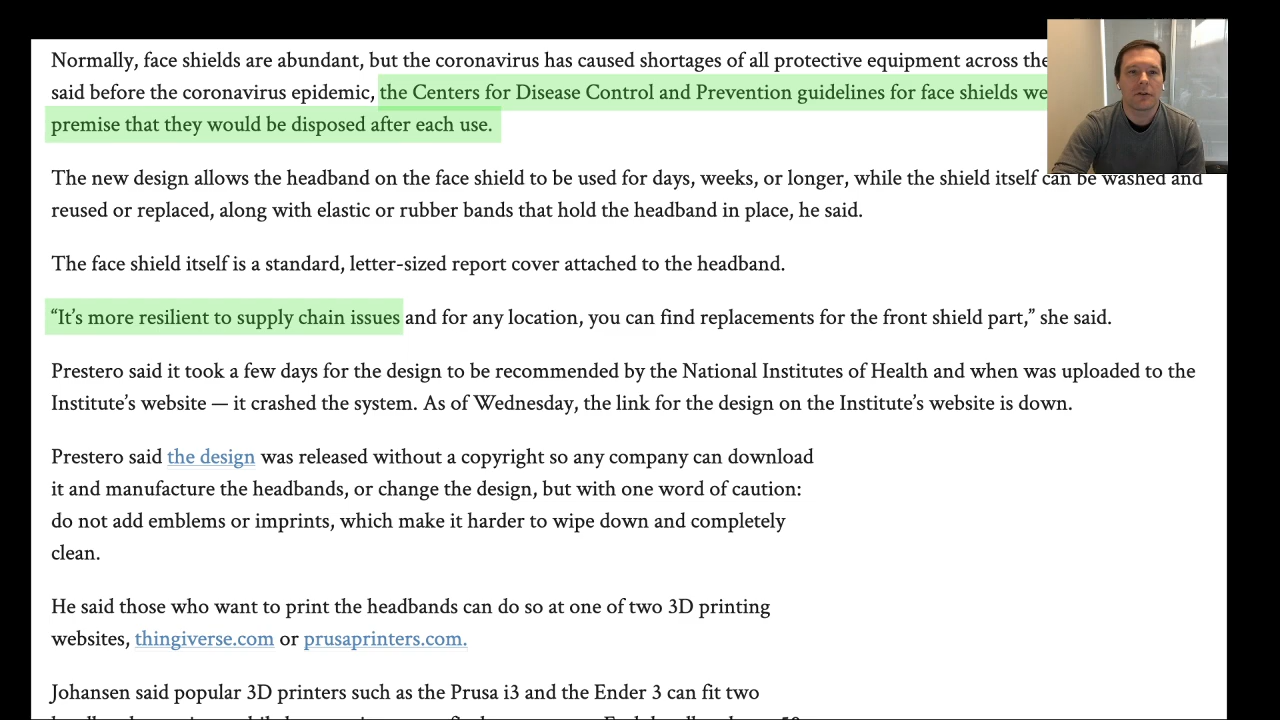 Normally, face shields are abundant, but the coronavirus has caused shortages of all protective equipment across the
said before the coronavirus epidemic, the Centers for Disease Control and Prevention guidelines for face shields we
premise that they would be disposed after each use.
The new design allows the headband on the face shield to be used for days, weeks, or longer, while the shield itself can be washed and
reused or replaced, along with elastic or rubber bands that hold the headband in place, he said.
The face shield itself is a standard, letter-sized report cover attached to the headband.
“It’s more resilient to supply chain issues and for any location, you can find replacements for the front shield part,” she said.
Prestero said it took a few days for the design to be recommended by the National Institutes of Health and when was uploaded to the
Institute’s website — it crashed the system. As of Wednesday, the link for the design on the Institute’s website is down.
Prestero said the design was released without a copyright so any company can download
it and manufacture the headbands, or change the design, but with one word of caution:
do not add emblems or imprints, which make it harder to wipe down and completely
clean.
He said those who want to print the headbands can do so at one of two 3D printing
websites, thingiverse.com or prusaprinters.com.
Johansen said popular 3D printers such as the Prusa i3 and the Ender 3 can fit two